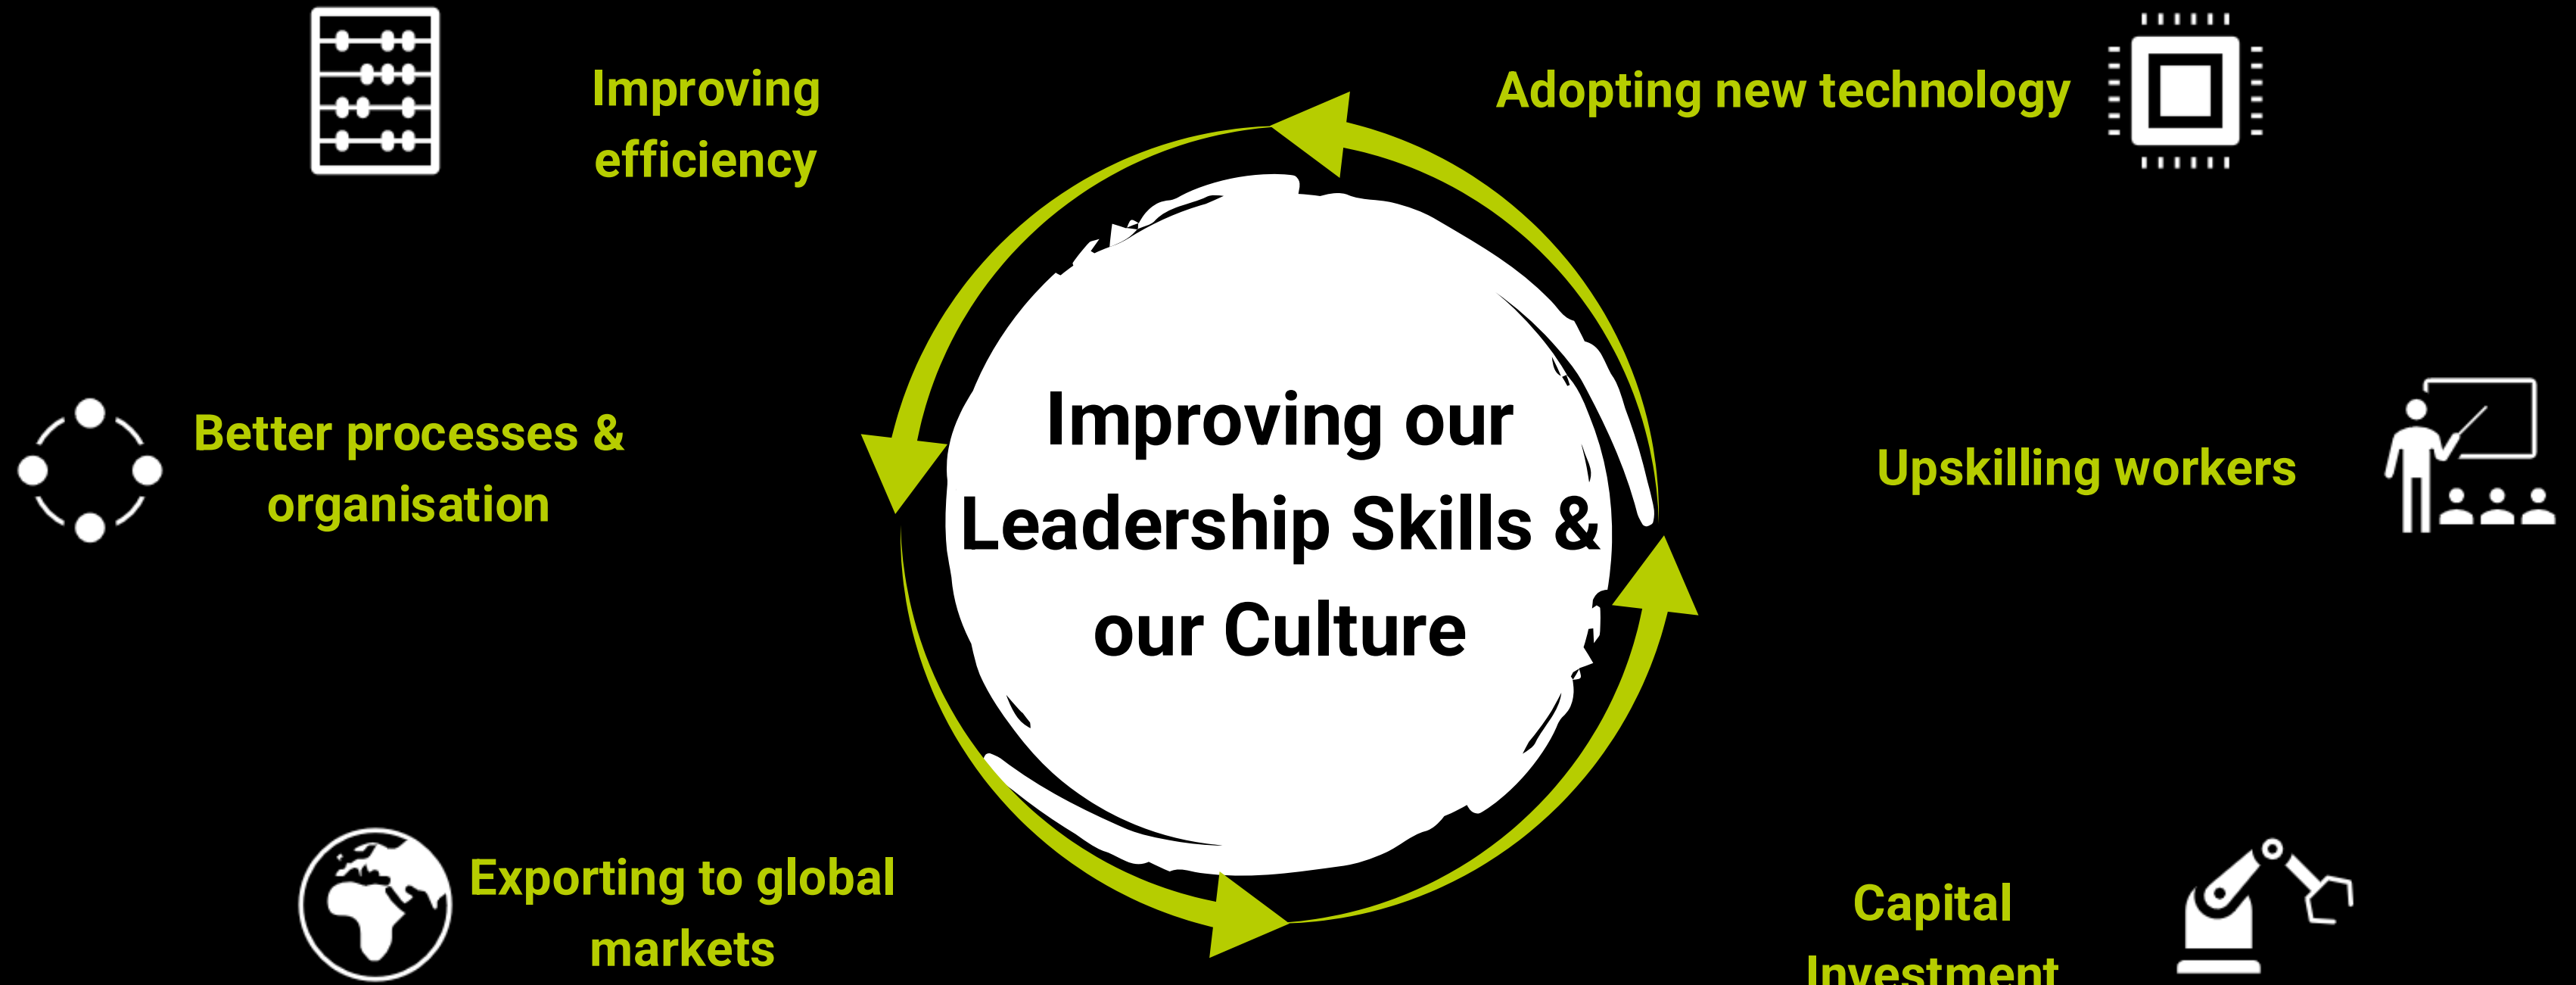 Improving
efficiency
Adopting new technology
Better processes &
organisation
Improving our
Leadership Skills &
our Culture
Upskilling workers
Exporting to global
markets
Capital
Investment